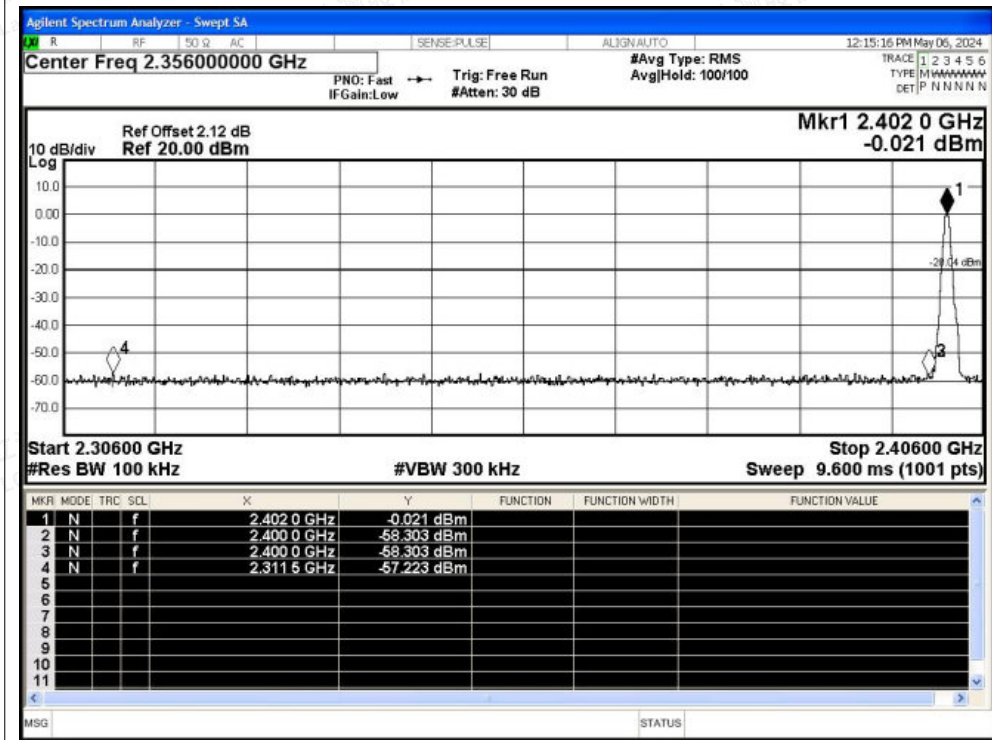 Agilent Spectrum Analyzer - Swept SA
LXI R RF 50 Ω AC SENSE:PULSE ALIGNAUTO 12:15:16 PM May 06, 2024
Center Freq 2.356000000 GHz
#Avg Type: RMS
TRACE 1 2 3 4 5 6
PNO: Fast Trig: Free Run Avg|Hold: 100/100
TYPE M
IFGain:Low #Atten: 30 dB
DET P N N N N N
Mkr1 2.402 0 GHz
Ref Offset 2.12 dB
-0.021 dBm
10 dB/div Ref 20.00 dBm
Log
10.0
1
0.00
-10.0
-20.0
-20.04 dBm
-30.0
-40.0
-50.0
4
3
-60.0
-70.0
Start 2.30600 GHz Stop 2.40600 GHz
#Res BW 100 kHz #VBW 300 kHz Sweep 9.600 ms (1001 pts)
MKR MODE TRC SCL X Y FUNCTION FUNCTION WIDTH FUNCTION VALUE
1 N f 2.402 0 GHz -0.021 dBm
2 N f 2.400 0 GHz -58.303 dBm
3 N f 2.400 0 GHz -58.303 dBm
4 N f 2.311 5 GHz -57.223 dBm
5
6
7
8
9
10
11
MSG STATUS